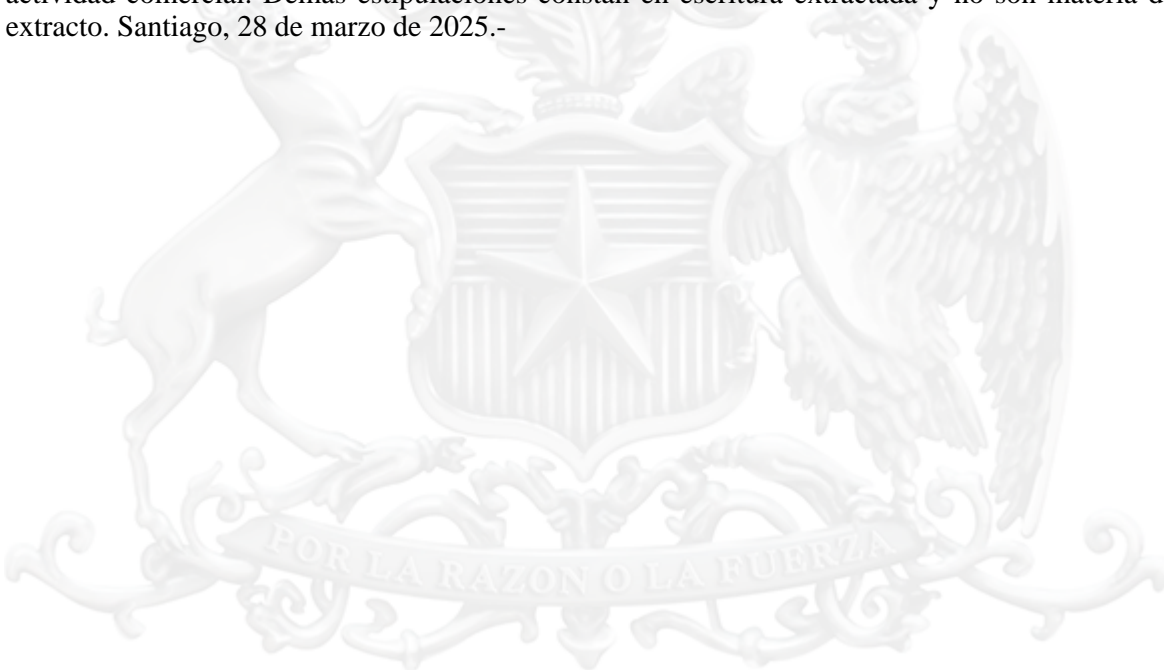 actividad comercial. Demás estipulaciones constan en escritura extractada y no son materia d
extracto. Santiago, 28 de marzo de 2025.-
POR LA RAZON O LA FUERZA